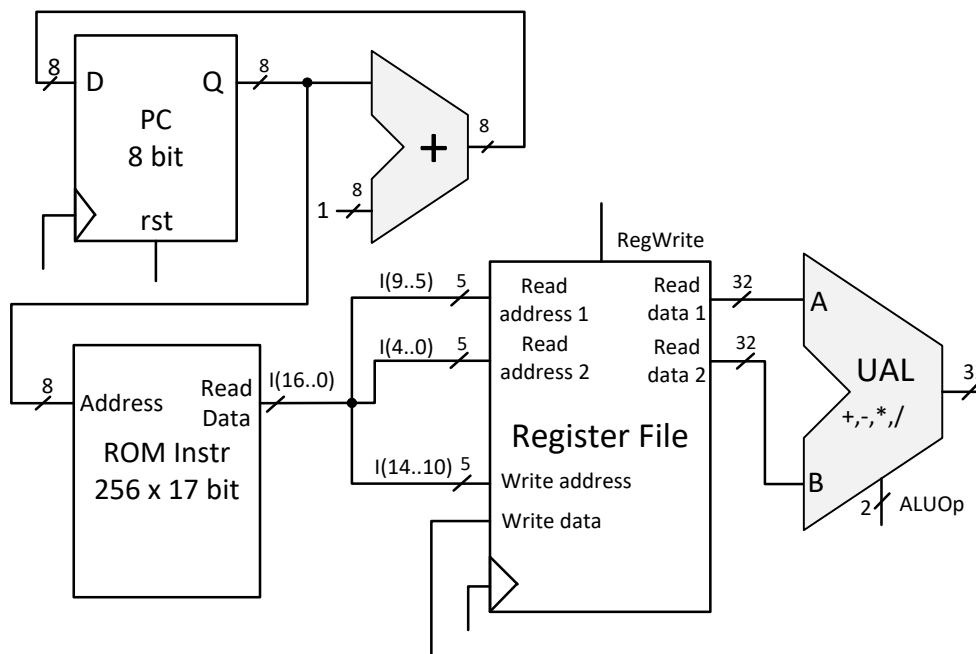 8
D
Q
8
PC
8 bit
rst
+
8
8
1
RegWrite
I(9..5)
5
Read
address 1
Read
data 1
32
A
I(4..0)
5
Read
address 2
Read
data 2
32
8
Address
Read
Data
I(16..0)
ROM Instr
256 x 17 bit
Register File
UAL
+,-,*,/
3
I(14..10)
5
Write address
B
Write data
2
ALUOp